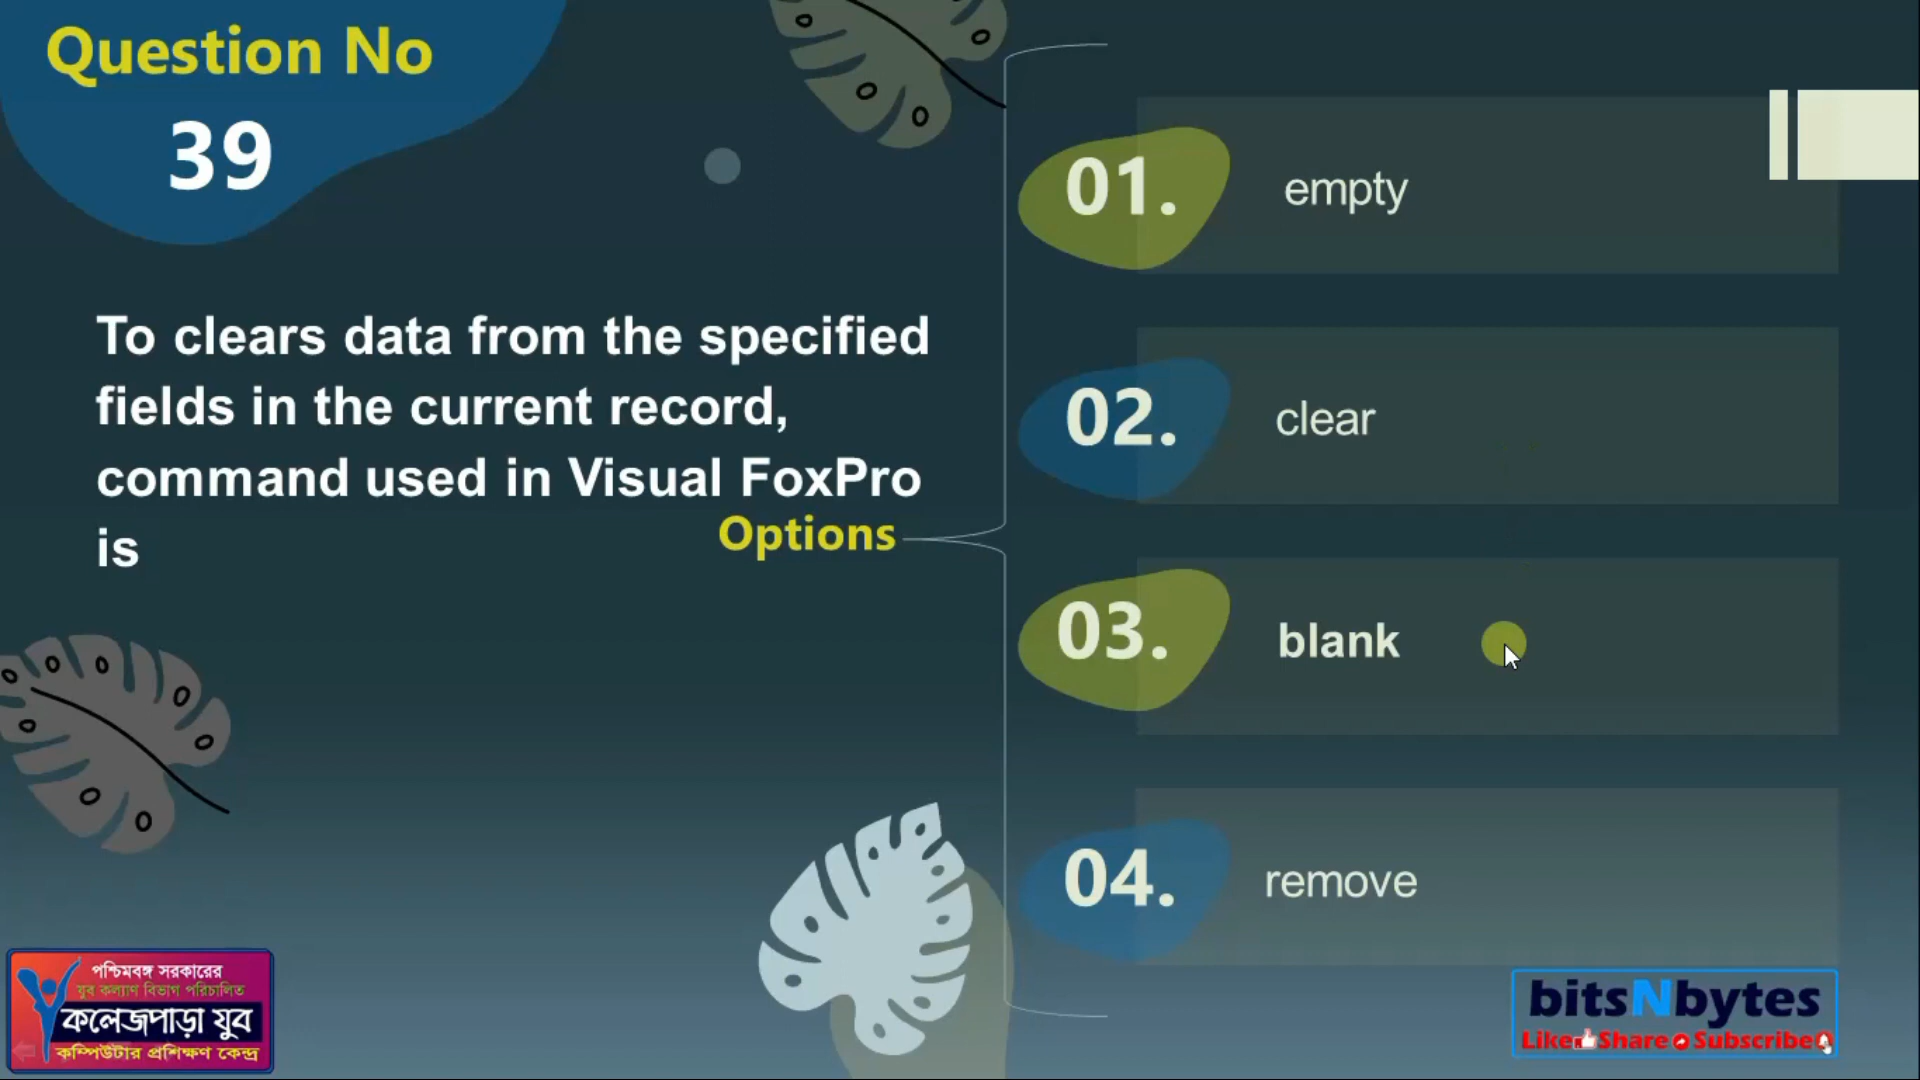 Question No
39
To clears data from the specified
fields in the current record,
command used in Visual FoxPro
is
Options
01.
empty
02.
clear
03.
blank
04.
remove
পশ্চিমবঙ্গ সরকারের
যুব কল্যাণ বিভাগ পরিচালিত
কলেজপাড়া যুব
কম্পিউটার প্রশিক্ষণ কেন্দ্র
bitsNbytes
Like Share Subscribe